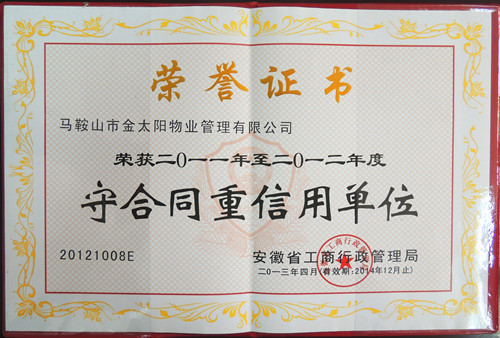 荣誉证书
马鞍山市金太阳物业管理有限公司
荣获二〇一一年至二〇一二年度
守合同重信用单位
20121008E
安徽省工商行政管理局
二〇一三年四月(有效期:2014年12月止)